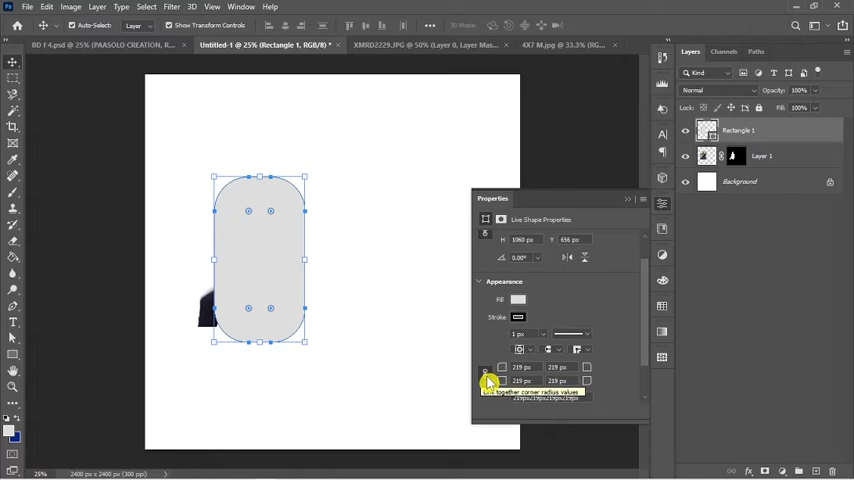 File Edit Image Layer Type Select Filter 3D View Window Help
Auto-Select: Layer Show Transform Controls 3D Mode:
BD f 4.psd @ 25% (PAASOLO CREATION, R... × Untitled-1 @ 25% (Rectangle 1, RGB/8) * × XMRD2229.JPG @ 50% (Layer 0, Layer Mas... × 4X7 M.jpg @ 33.3% (RG... ×
Layers Channels Paths
Kind
Normal Opacity: 100%
Lock: Fill: 100%
Rectangle 1
Layer 1
Background
Properties
Live Shape Properties
H 1060 px Y 656 px
0.00°
Appearance
Fill
Stroke
1 px
219 px 219 px
219 px 219 px
together corner radius values
219px219px219px219px
25% 2400 px x 2400 px (300 ppi)